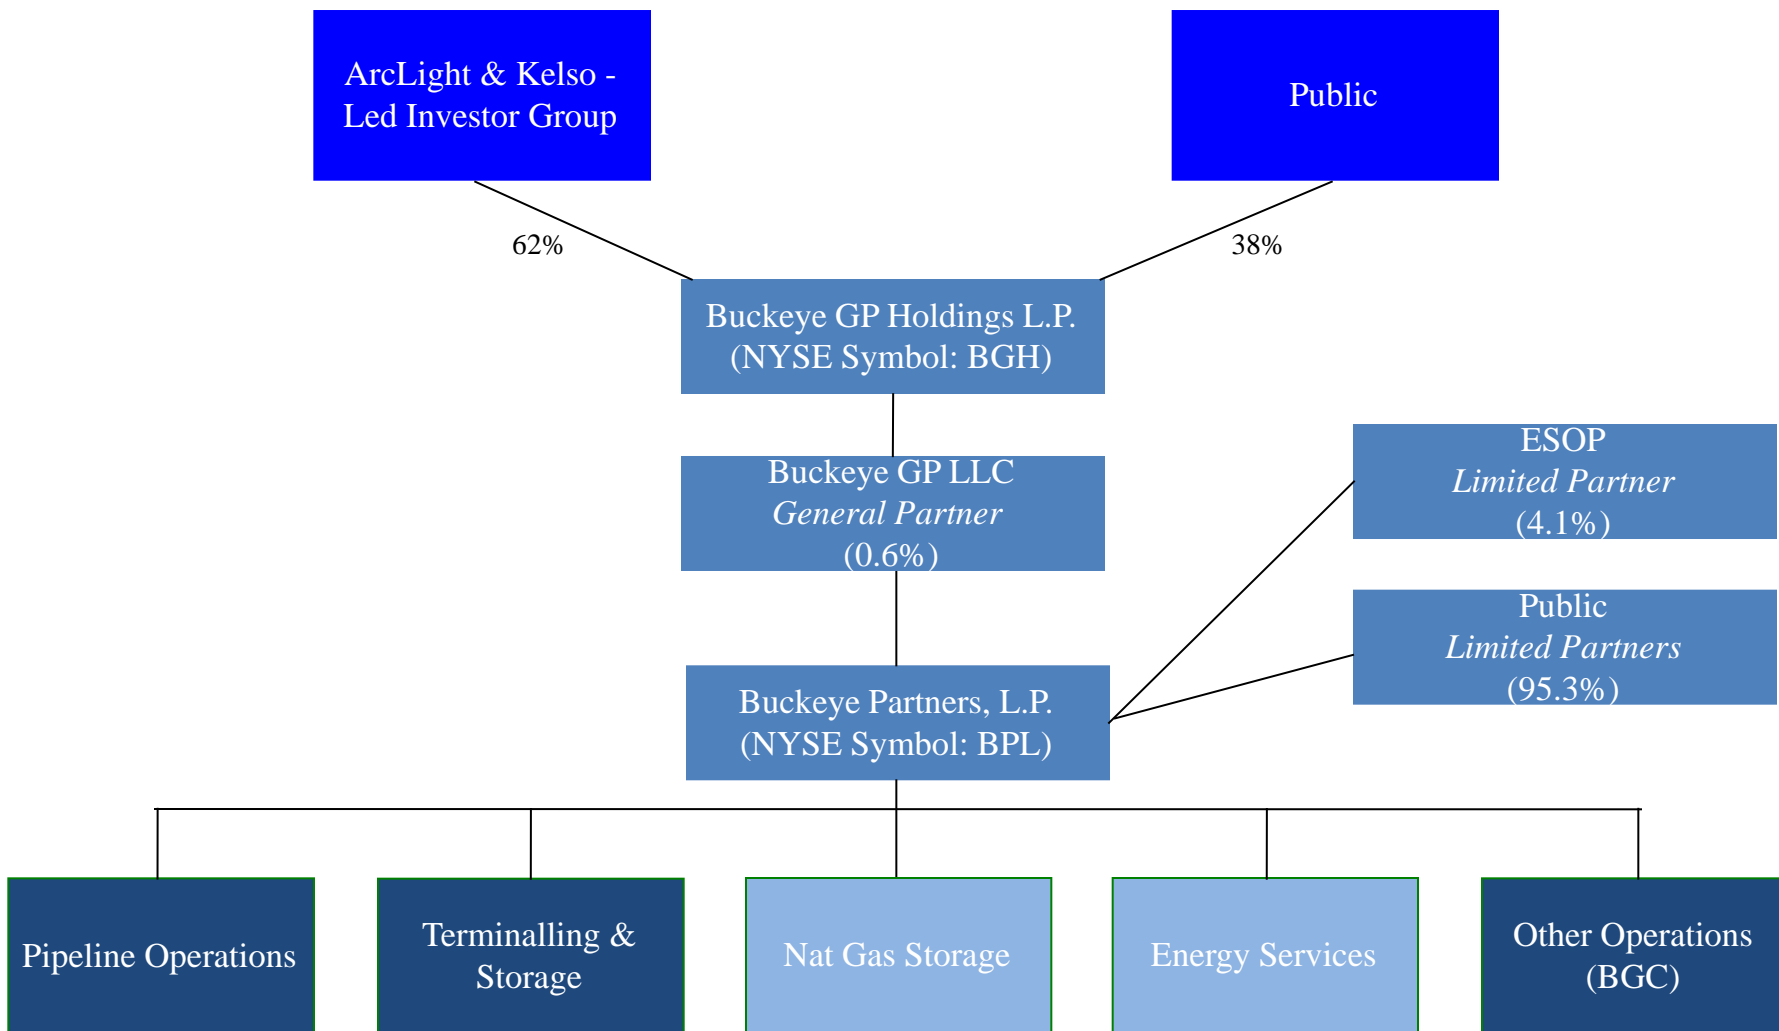 ArcLight & Kelso -
Led Investor Group
Public
62%
38%
Buckeye GP Holdings L.P.
(NYSE Symbol: BGH)
Buckeye GP LLC
General Partner
(0.6%)
ESOP
Limited Partner
(4.1%)
Public
Limited Partners
(95.3%)
Buckeye Partners, L.P.
(NYSE Symbol: BPL)
Pipeline Operations
Terminalling &
Storage
Nat Gas Storage
Energy Services
Other Operations
(BGC)